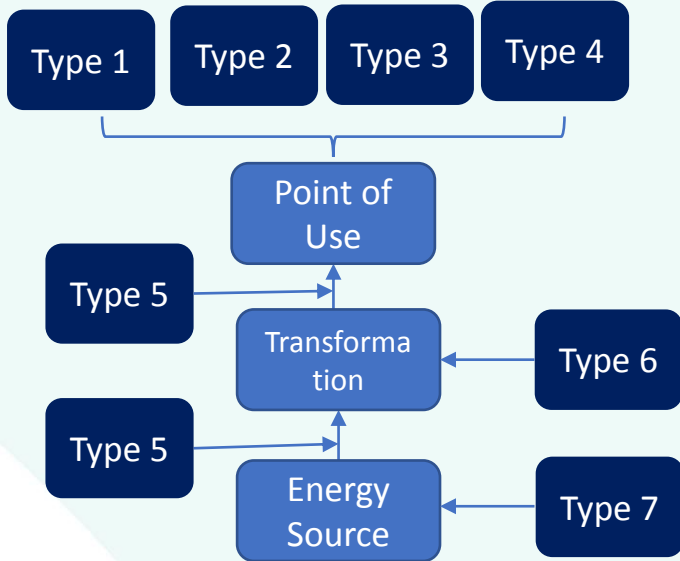 Type 1
Type 2
Type 3
Type 4
Point of
Use
Type 5
Transforma
tion
Type 6
Type 5
Energy
Source
Type 7